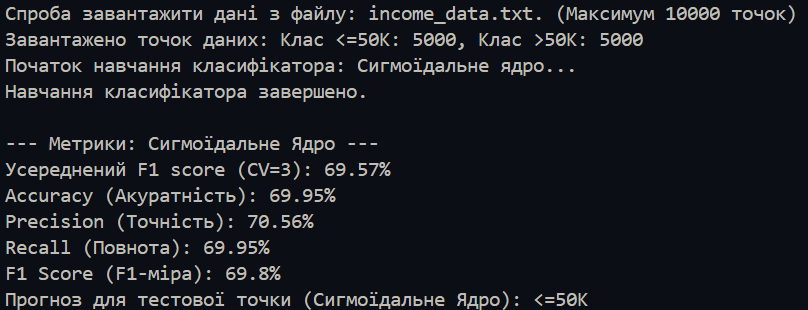 Спроба завантажити дані з файлу: income_data.txt. (Максимум 10000 точок)
Завантажено точок даних: Клас <=50K: 5000, Клас >50K: 5000
Початок навчання класифікатора: Сигмоїдальне ядро...
Навчання класифікатора завершено.
--- Метрики: Сигмоїдальне Ядро ---
Усереднений F1 score (CV=3): 69.57%
Accuracy (Акуратність): 69.95%
Precision (Точність): 70.56%
Recall (Повнота): 69.95%
F1 Score (F1-міра): 69.8%
Прогноз для тестової точки (Сигмоїдальне Ядро): <=50K